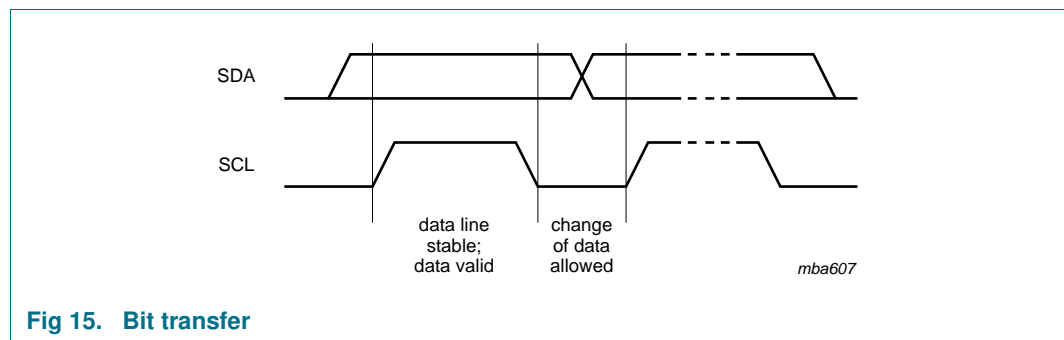 SDA
SCL
data line
stable;
data valid
change
of data
allowed
mba607
Fig 15. Bit transfer